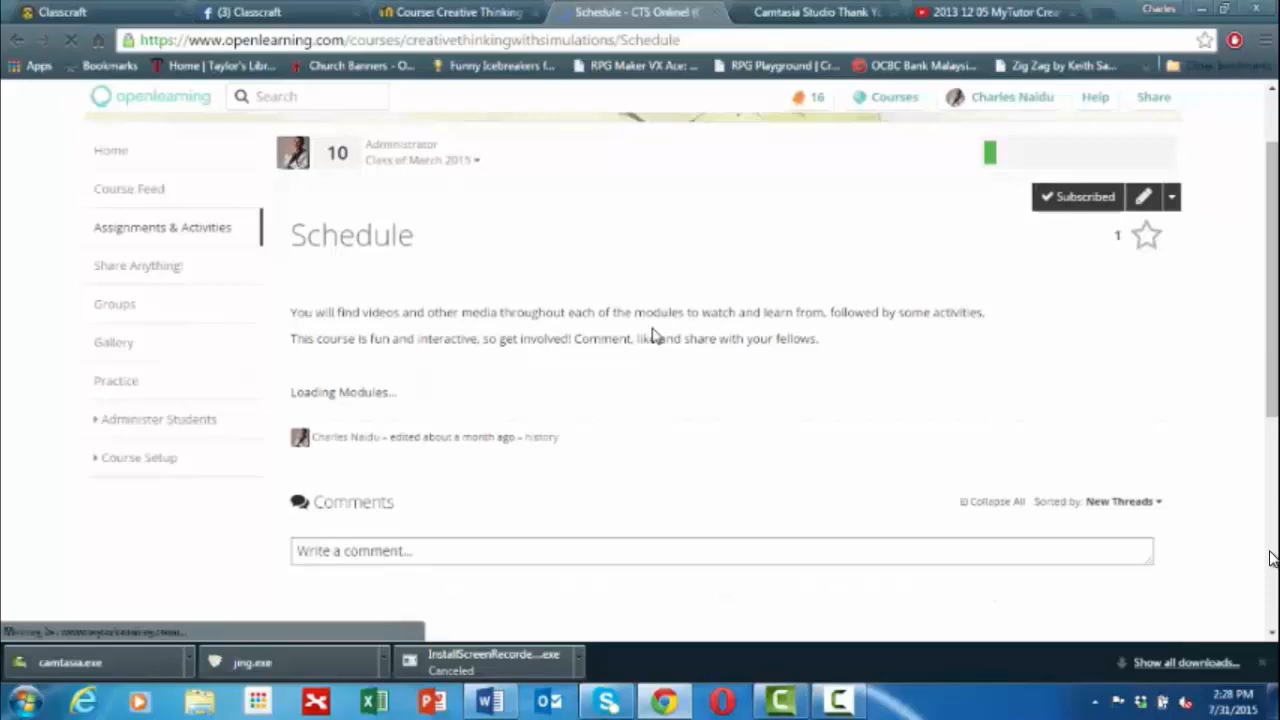 Classcraft
(3) Classcraft
Course: Creative Thinking
Schedule - CTS Online! (
Camtasia Studio Thank Y
2013 12 05 MyTutor Cre
Charles
https://www.openlearning.com/courses/creativethinkingwithsimulations/Schedule
Apps
Bookmarks
Home | Taylor's Libr...
Church Banners - O...
Funny Icebreakers f...
RPG Maker VX Ace: ...
RPG Playground | Cr...
OCBC Bank Malaysi...
Zig Zag by Keith Sa...
Other bookmarks
openlearning
Search
16
Courses
Charles Naidu
Help
Share
Home
Course Feed
Assignments & Activities
Share Anything!
Groups
Gallery
Practice
Administer Students
Course Setup
10
Administrator
Class of March 2015
Subscribed
Schedule
1
You will find videos and other media throughout each of the modules to watch and learn from, followed by some activities.
This course is fun and interactive, so get involved! Comment, like and share with your fellows.
Loading Modules...
Charles Naidu – edited about a month ago – history
Comments
Collapse All
Sorted by: New Threads
Write a comment...
camtasia.exe
jing.exe
InstallScreenRecorde....exe
Canceled
Show all downloads...
2:28 PM
7/31/2015